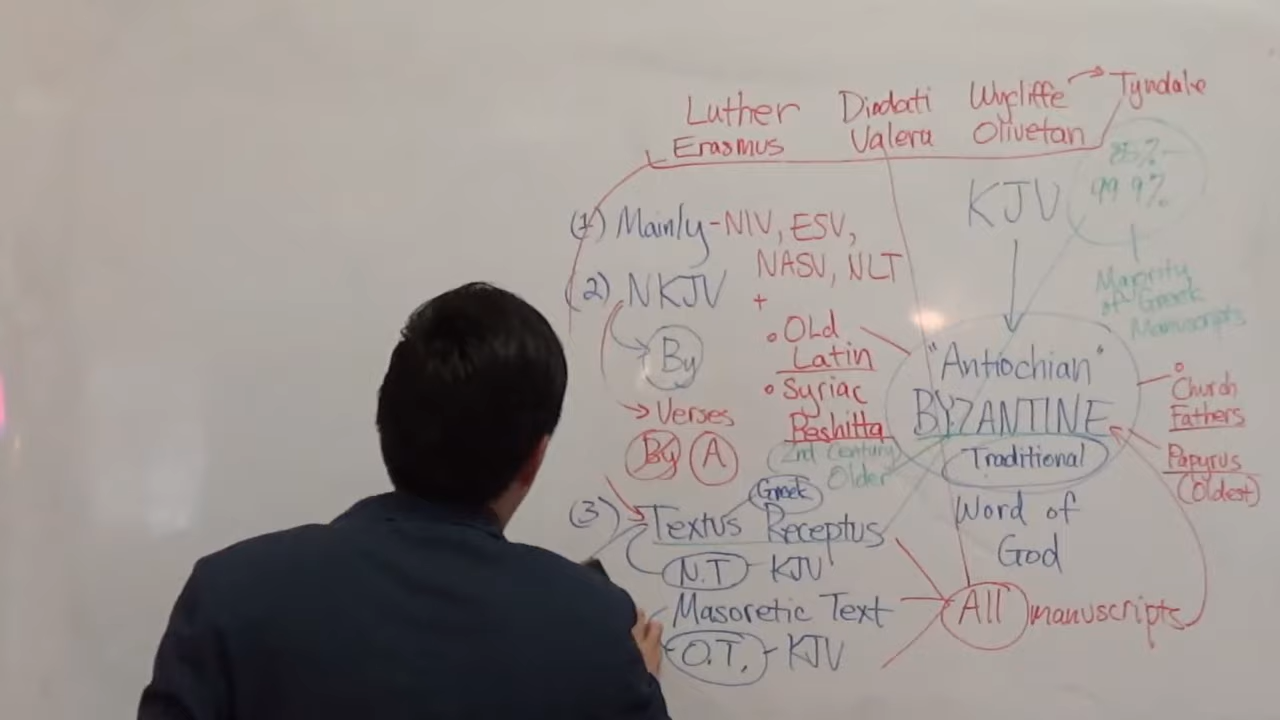 Luther Diodati Wycliffe → Tyndale
Erasmus Valera Olivetan
85%-
99.9%
KJV
(1) Mainly - NIV, ESV,
NASV, NLT
(2) NKJV +
Majority
of Greek
Manuscripts
By
• OLd
Latin
• Syriac
Peshitta
2nd Century
Older
"Antiochian"
BYZANTINE
Traditional
Word of
God
• Church
Fathers
Papyrus
(Oldest)
→ Verses
By A
Greek
(3) Textus Receptus
N.T - KJV
Masoretic Text
O.T. - KJV
All manuscripts